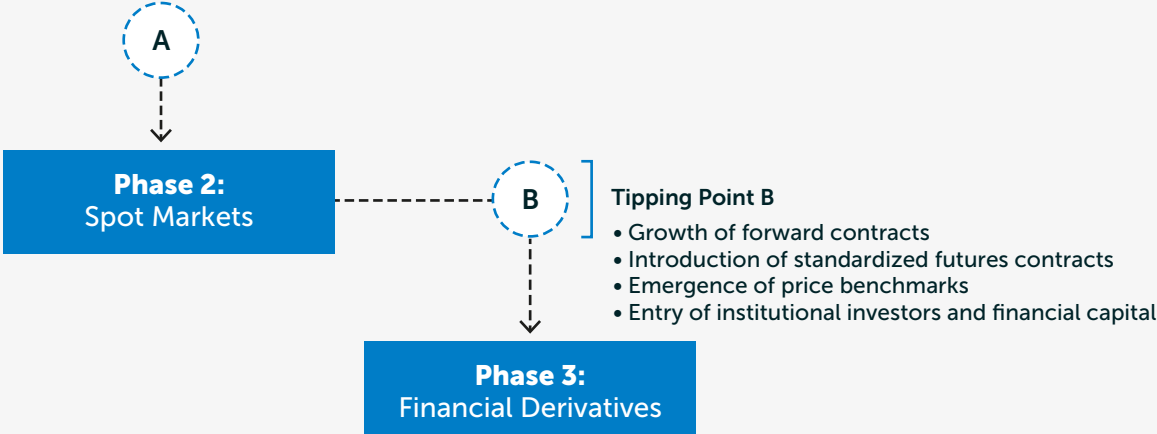 A
Phase 2:
Spot Markets
B
Tipping Point B
• Growth of forward contracts
• Introduction of standardized futures contracts
• Emergence of price benchmarks
• Entry of institutional investors and financial capital
Phase 3:
Financial Derivatives